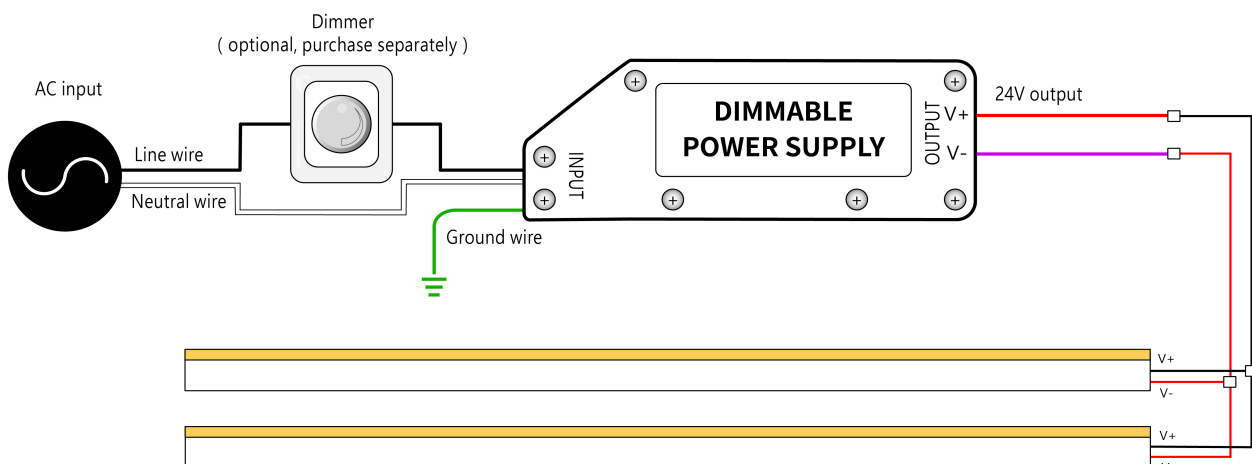 Dimmer
( optional, purchase separately )
AC input
Line wire
Neutral wire
Ground wire
INPUT
DIMMABLE
POWER SUPPLY
OUTPUT
V+
V-
24V output
V+
V-
V+